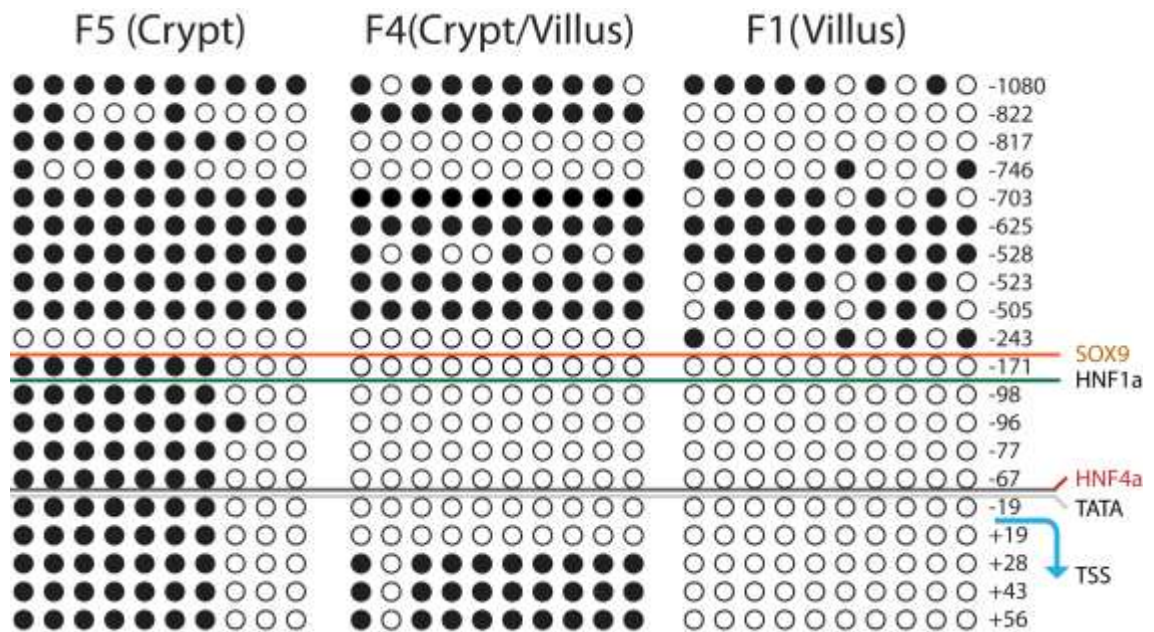 F5 (Crypt) F4(Crypt/Villus) F1(Villus)
-1080
-822
-817
-746
-703
-625
-528
-523
-505
-243
SOX9
-171
HNF1a
-98
-96
-77
-67 HNF4a
-19 TATA
+19
+28 TSS
+43
+56